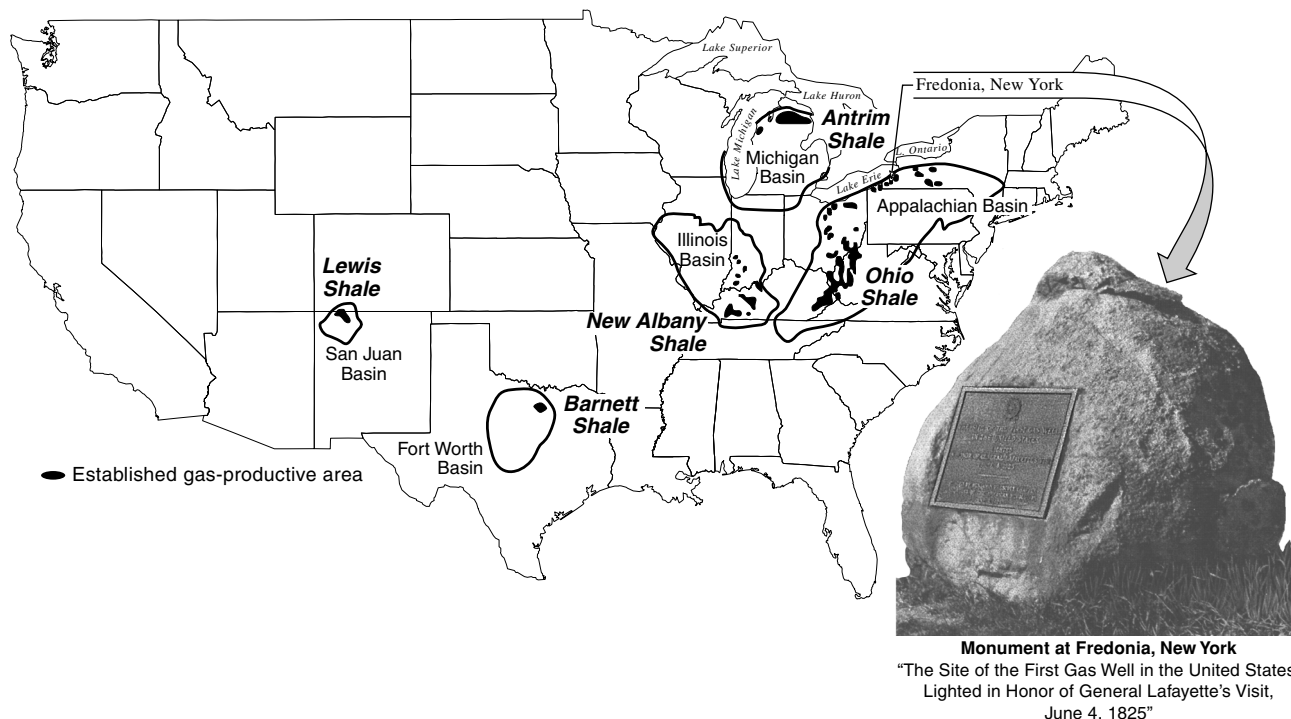 Lake Superior
Lake Huron
Fredonia, New York
Lake Michigan
Antrim
Shale
Michigan
Basin
L. Ontario
Lake Erie
Appalachian Basin
Illinois
Basin
Lewis
Shale
Ohio
Shale
New Albany
Shale
San Juan
Basin
Barnett
Shale
Fort Worth
Basin
Established gas-productive area
Monument at Fredonia, New York
“The Site of the First Gas Well in the United States
Lighted in Honor of General Lafayette’s Visit,
June 4, 1825”